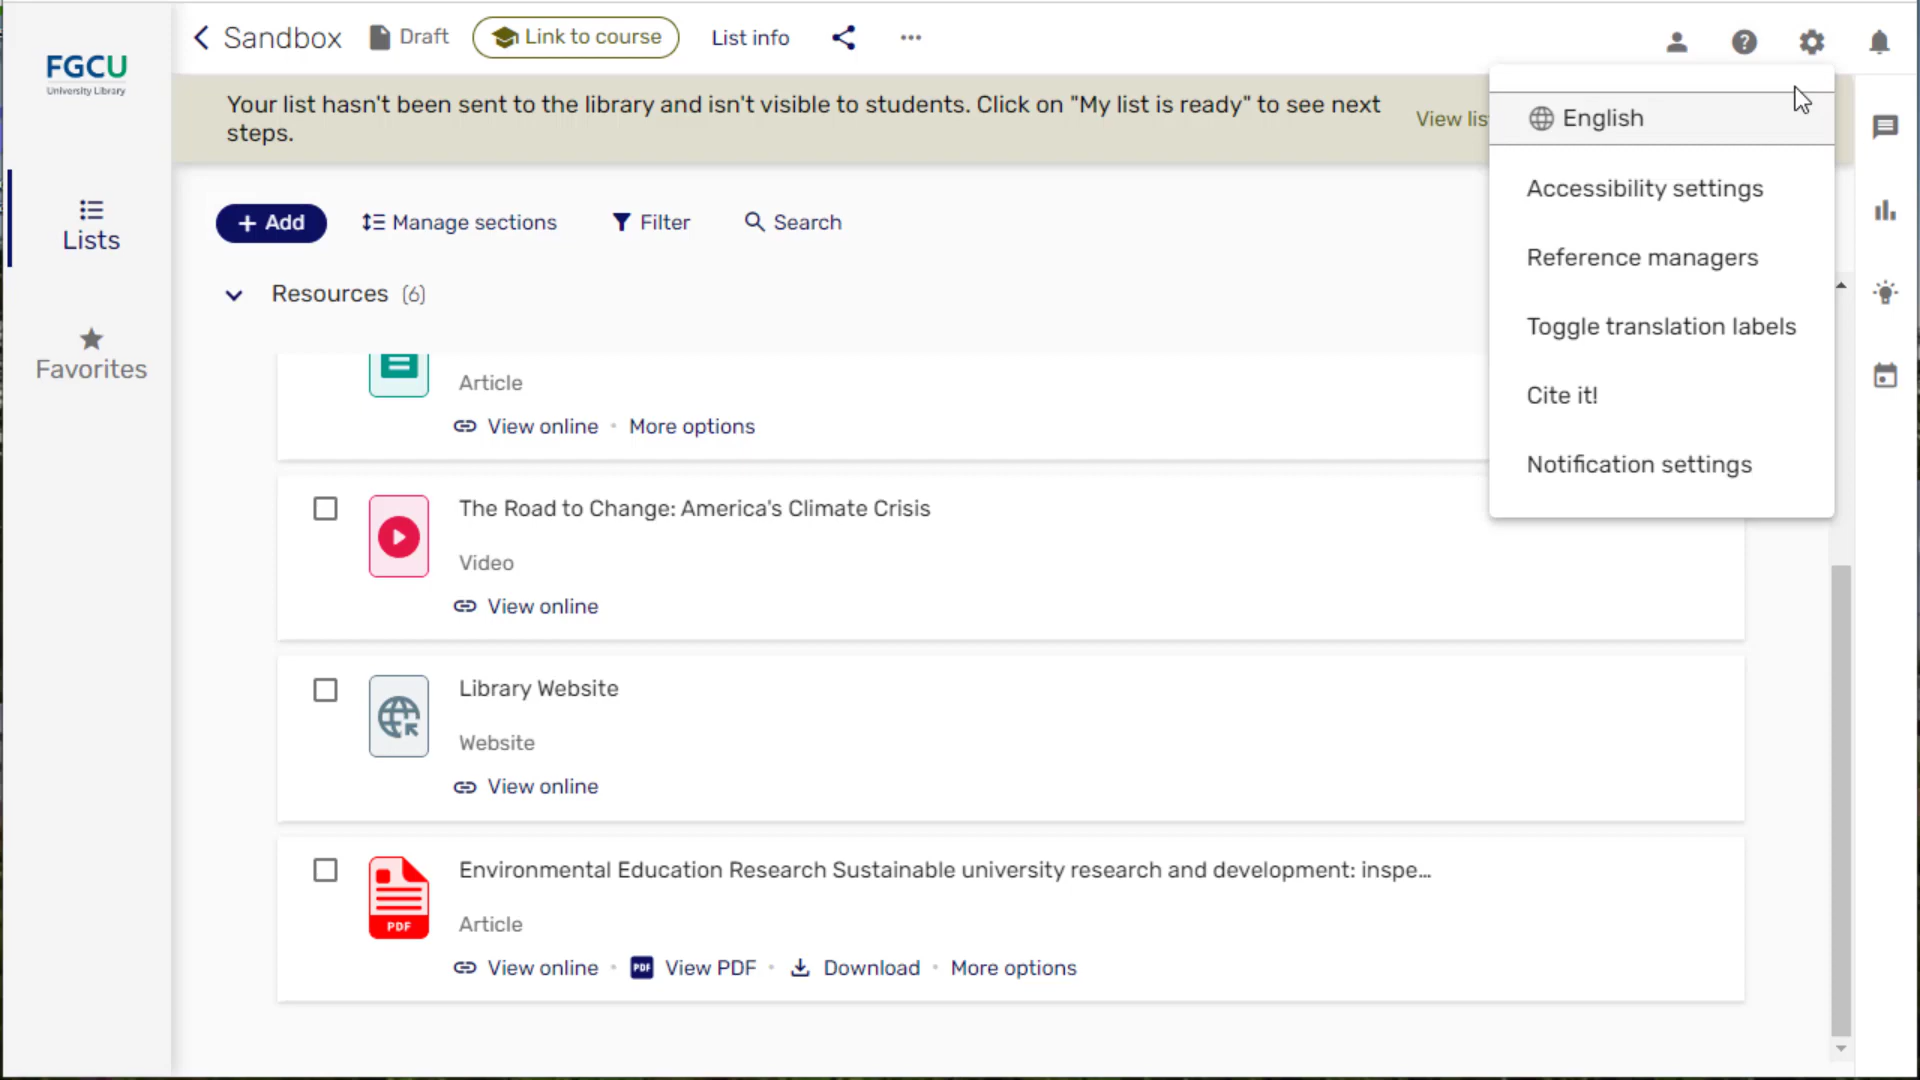 FGCU
University Library
Lists
Favorites
Sandbox
Draft
Link to course
List info
Your list hasn't been sent to the library and isn't visible to students. Click on "My list is ready" to see next
steps.
View lis
English
Accessibility settings
Reference managers
Toggle translation labels
Cite it!
Notification settings
+ Add
Manage sections
Filter
Search
Resources (6)
Article
View online • More options
The Road to Change: America's Climate Crisis
Video
View online
Library Website
Website
View online
Environmental Education Research Sustainable university research and development: inspe...
PDF
Article
View online • PDF View PDF • Download • More options